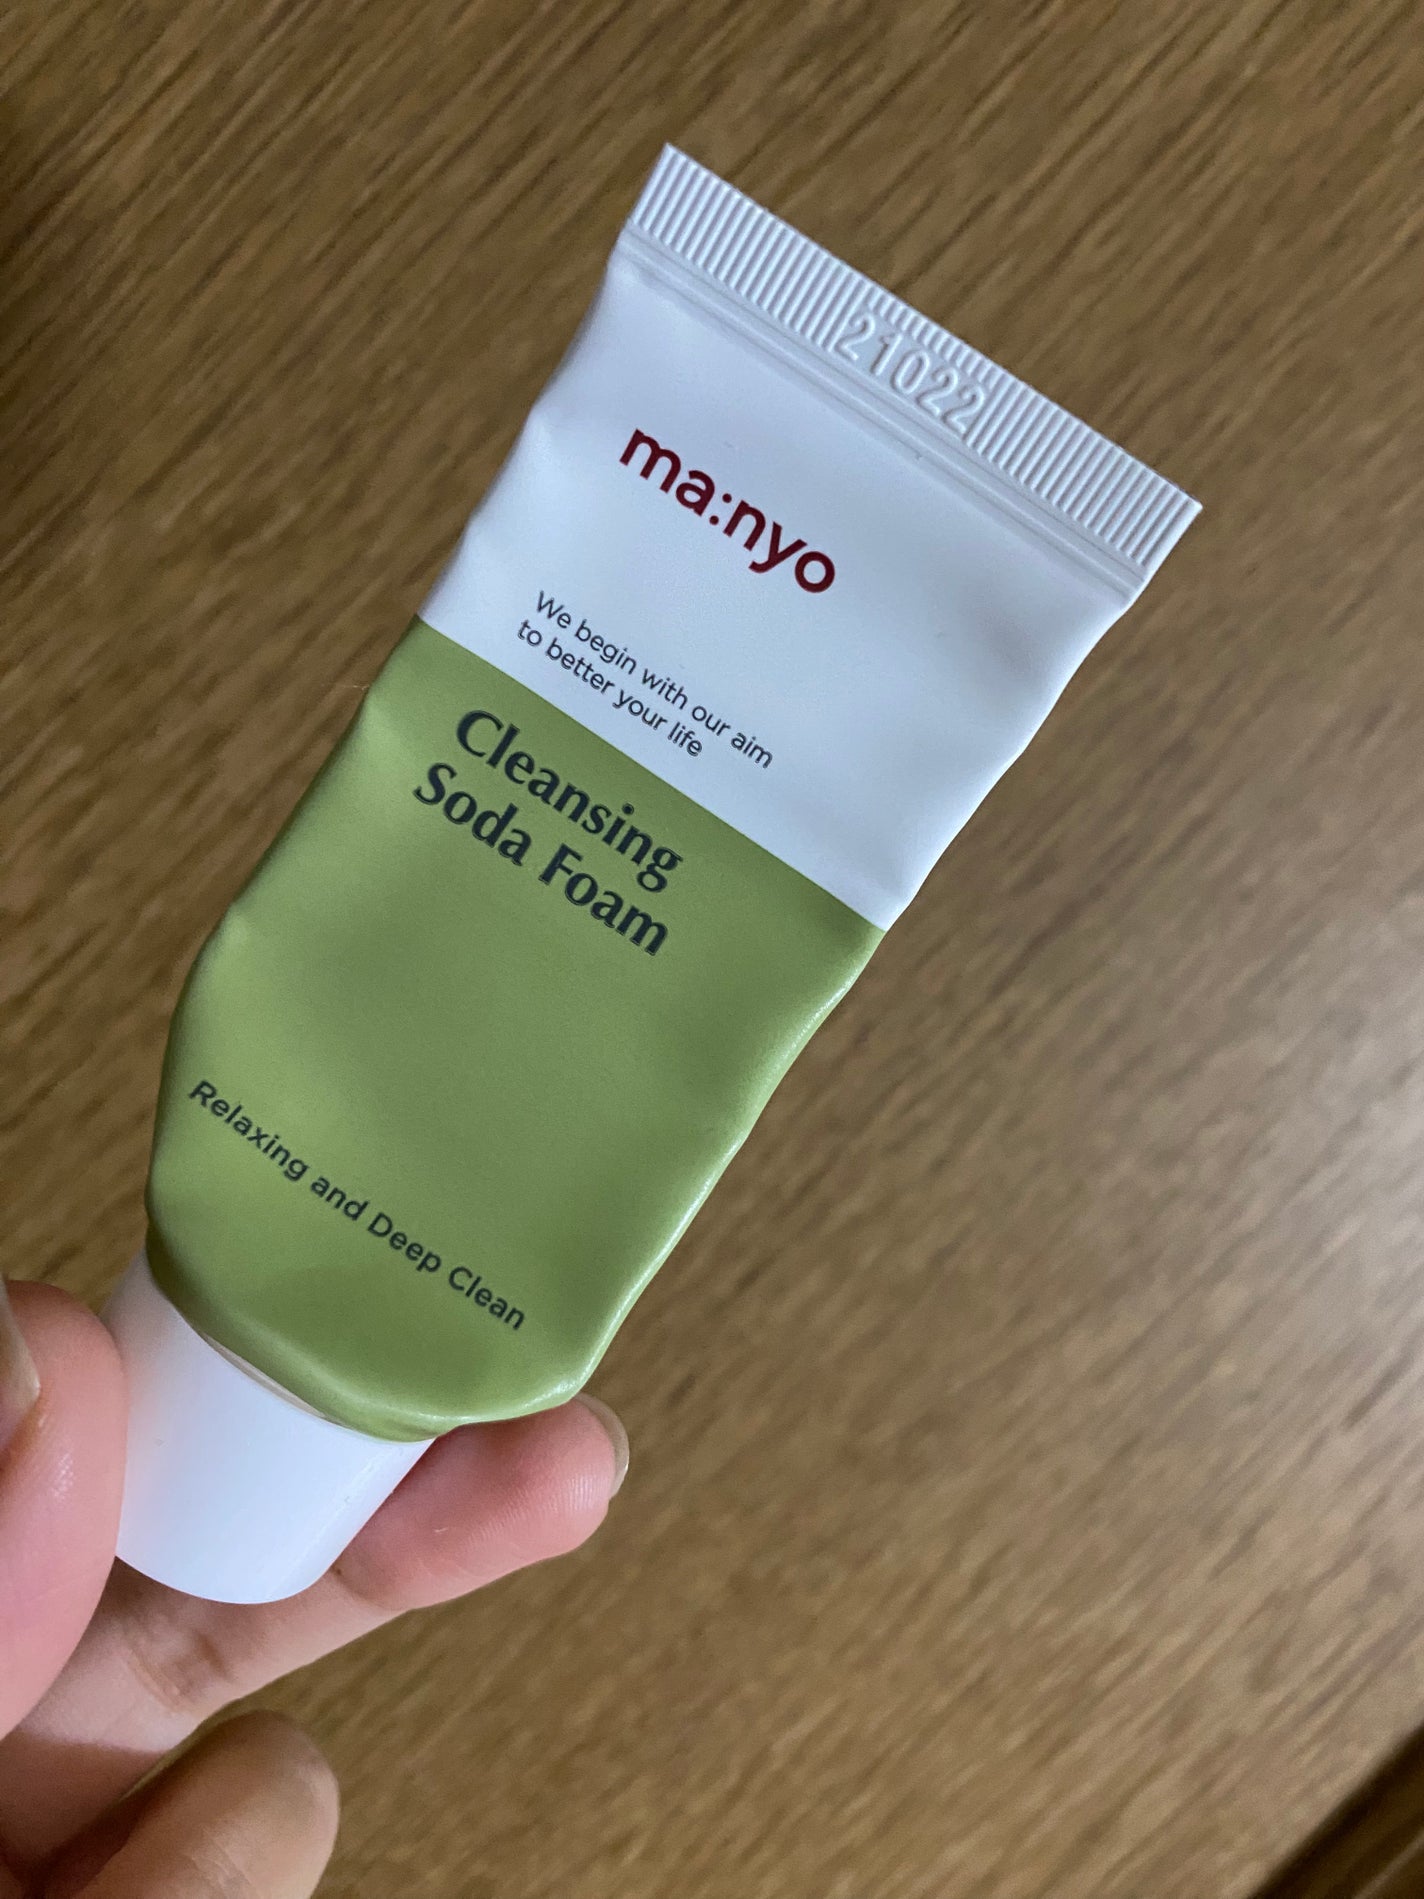 21022
ma:nyo
We begin with our aim
to better your life
Cleansing
Soda Foam
Relaxing and Deep Clean